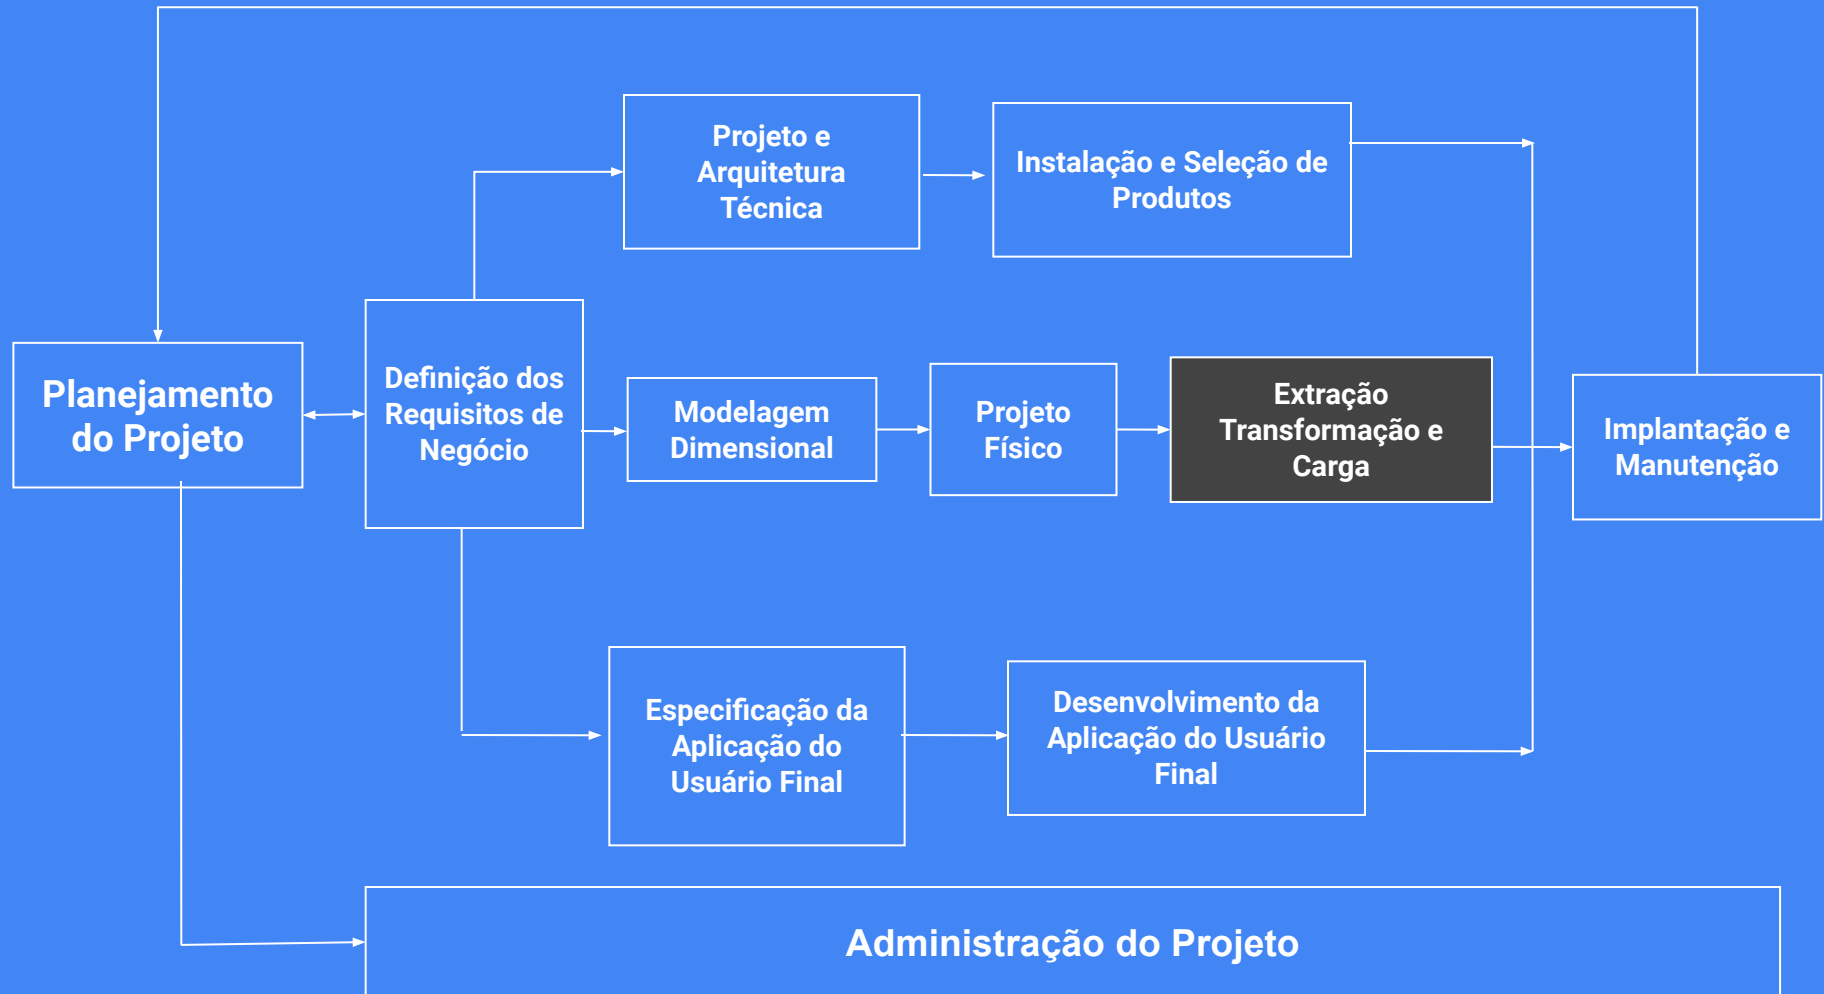 Projeto e
Arquitetura
Técnica
Instalação e Seleção de
Produtos
Planejamento
do Projeto
Definição dos
Requisitos de
Negócio
Modelagem
Dimensional
Projeto
Físico
Extração
Transformação e
Carga
Implantação e
Manutenção
Especificação da
Aplicação do
Usuário Final
Desenvolvimento da
Aplicação do Usuário
Final
Administração do Projeto